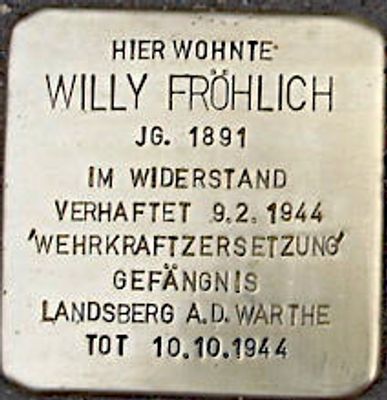 HIER WOHNTE
WILLY FRÖHLICH
JG. 1891
IM WIDERSTAND
VERHAFTET 9.2.1944
'WEHRKRAFTZERSETZUNG'
GEFÄNGNIS
LANDSBERG A.D. WARTHE
TOT 10.10.1944